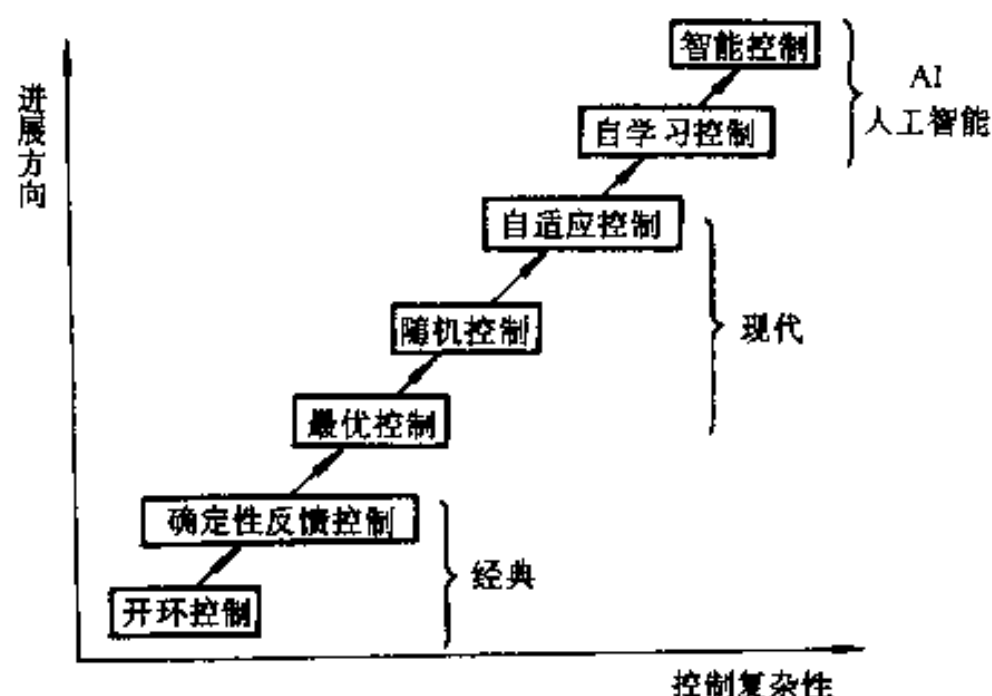 进展方向
智能控制
AI
人工智能
自学习控制
自适应控制
随机控制
现代
最优控制
确定性反馈控制
经典
开环控制
控制复杂性